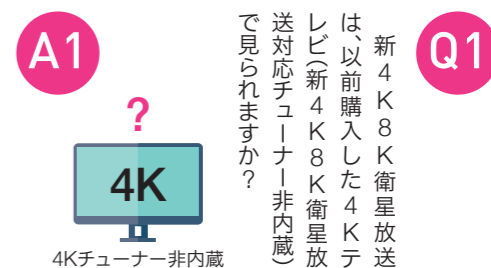 Q1
新4K8K衛星放送
は、以前購入した4Kテ
レビ(新4K8K衛星放
送対応チューナー非内蔵)
で見られますか?
A1
?
4K
4Kチューナー非内蔵